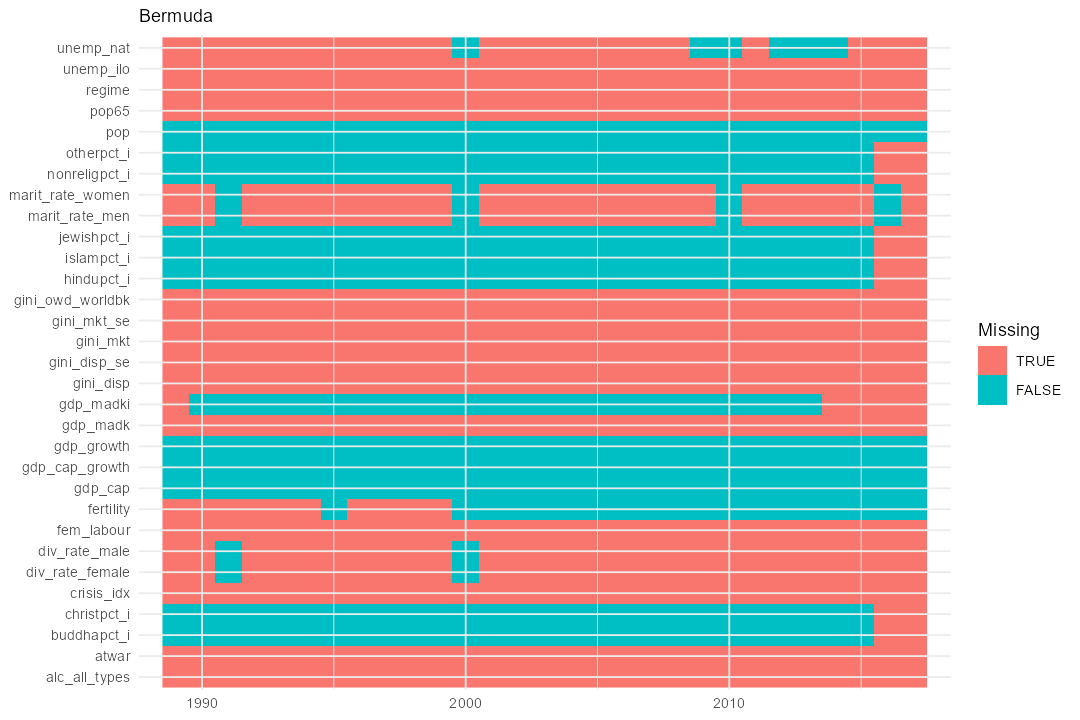 Bermuda
unemp_nat
unemp_ilo
regime
pop65
pop
otherpct_i
nonreligpct_i
marit_rate_women
marit_rate_men
jewishpct_i
islampct_i
hindupct_i
gini_owd_worldbk
gini_mkt_se
gini_mkt
gini_disp_se
gini_disp
gdp_madki
gdp_madk
gdp_growth
gdp_cap_growth
gdp_cap
fertility
fem_labour
div_rate_male
div_rate_female
crisis_idx
christpct_i
buddhapct_i
atwar
alc_all_types
1990 2000 2010
Missing
TRUE
FALSE